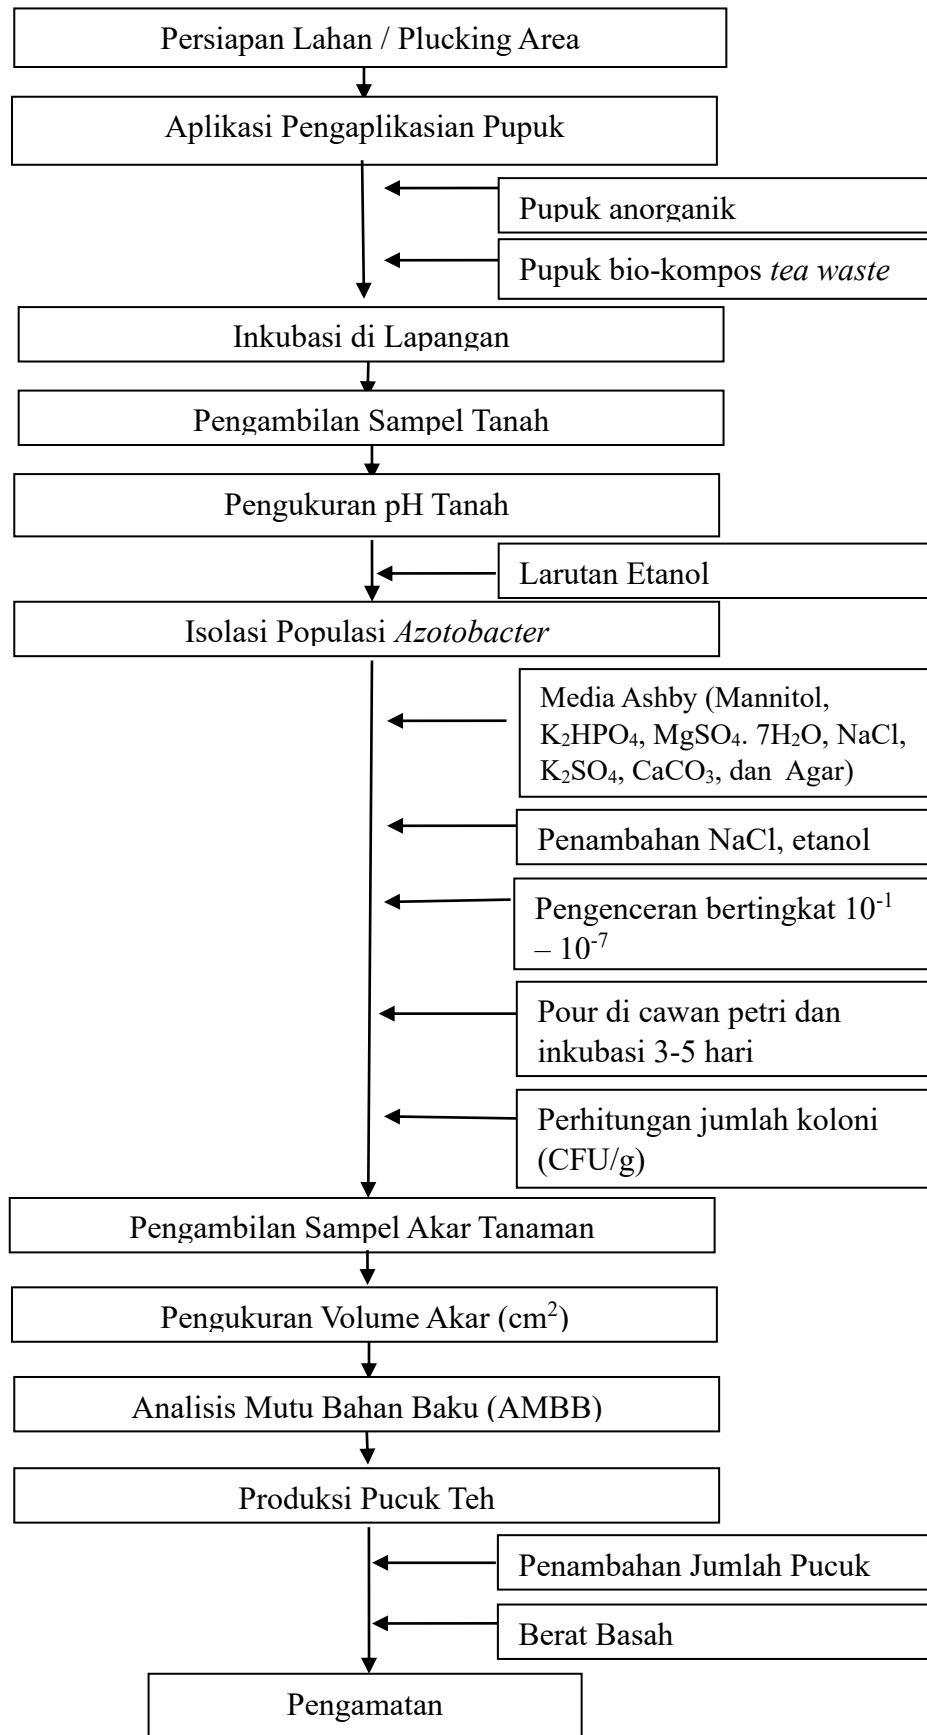 Persiapan Lahan / Plucking Area
Aplikasi Pengaplikasian Pupuk
Pupuk anorganik
Pupuk bio-kompos tea waste
Inkubasi di Lapangan
Pengambilan Sampel Tanah
Pengukuran pH Tanah
Larutan Etanol
Isolasi Populasi Azotobacter
Media Ashby (Mannitol,
K₂HPO₄, MgSO₄. 7H₂O, NaCl,
K₂SO₄, CaCO₃, dan Agar)
Penambahan NaCl, etanol
Pengenceran bertingkat 10⁻¹
– 10⁻⁷
Pour di cawan petri dan
inkubasi 3-5 hari
Perhitungan jumlah koloni
(CFU/g)
Pengambilan Sampel Akar Tanaman
Pengukuran Volume Akar (cm²)
Analisis Mutu Bahan Baku (AMBB)
Produksi Pucuk Teh
Penambahan Jumlah Pucuk
Berat Basah
Pengamatan